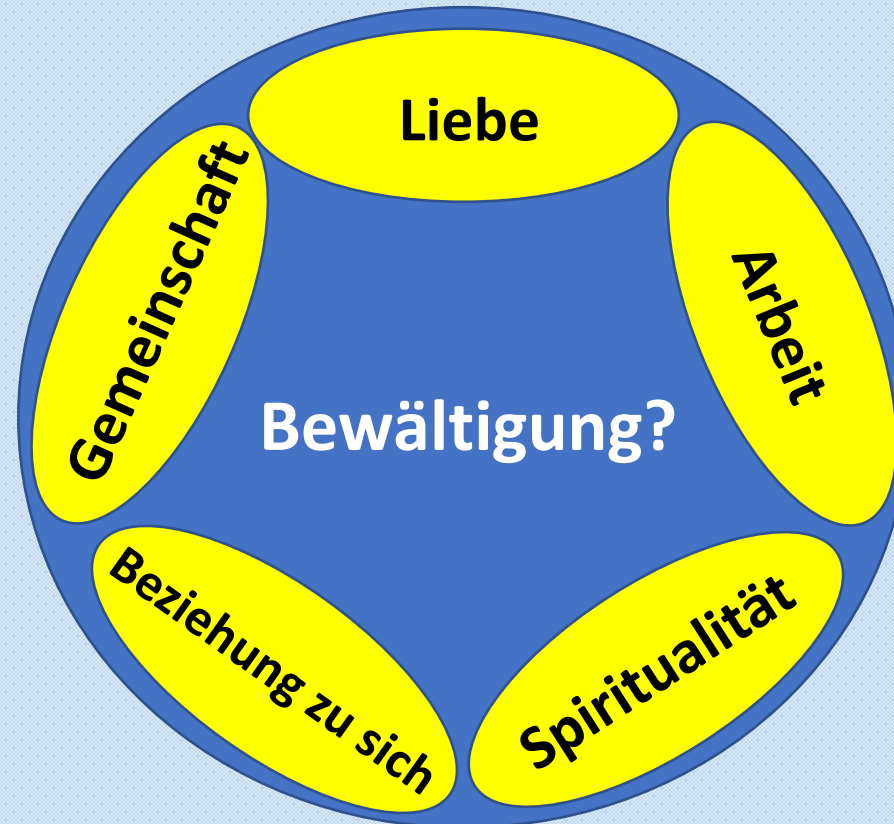 Liebe
Gemeinschaft
Arbeit
Bewältigung?
Beziehung zu sich
Spiritualität